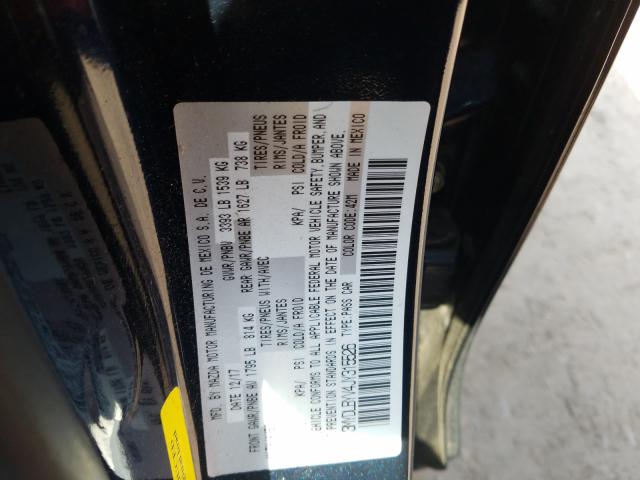 MFD. BY MAZDA MOTOR MANUFACTURING DE MEXICO S.A. DE C.V.
DATE 12/17 GVWR/PNBV 3393 LB 1539 KG
FRONT GAWR/PNBE AV 1795 LB 814 KG REAR GAWR/PNBE AR 1627 LB 738 KG
TIRES/PNEUS WITH/AVEC TIRES/PNEUS
RIMS/JANTES RIMS/JANTES
KPA/ PSI COLD/A FROID KPA/ PSI COLD/A FROID
VEHICLE CONFORMS TO ALL APPLICABLE FEDERAL MOTOR VEHICLE SAFETY, BUMPER, AND
THEFT PREVENTION STANDARDS IN EFFECT ON THE DATE OF MANUFACTURE SHOWN ABOVE.
TYPE:PASS CAR COLOR CODE:42M MADE IN MEXICO